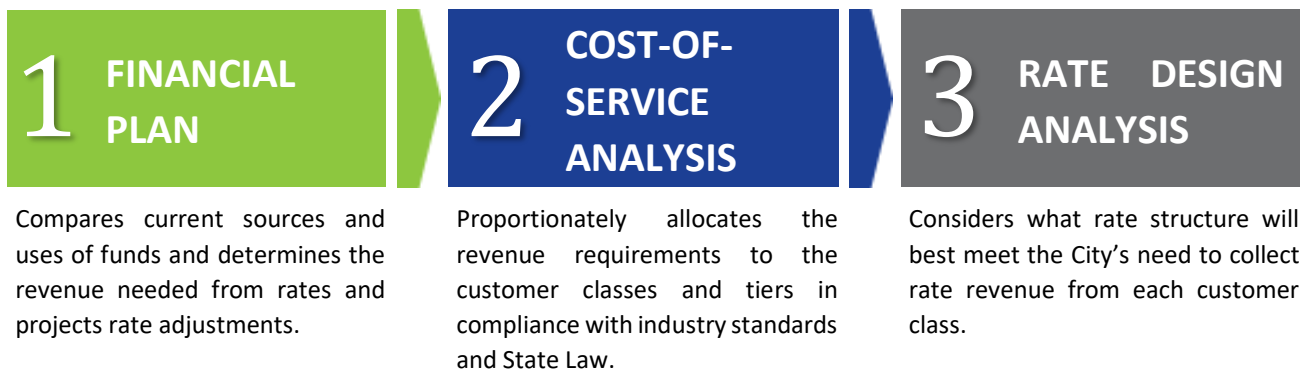 1
FINANCIAL
PLAN
Compares current sources and
uses of funds and determines the
revenue needed from rates and
projects rate adjustments.
2
COST-OF-
SERVICE
ANALYSIS
Proportionately allocates the
revenue requirements to the
customer classes and tiers in
compliance with industry standards
and State Law.
3
RATE DESIGN
ANALYSIS
Considers what rate structure will
best meet the City’s need to collect
rate revenue from each customer
class.